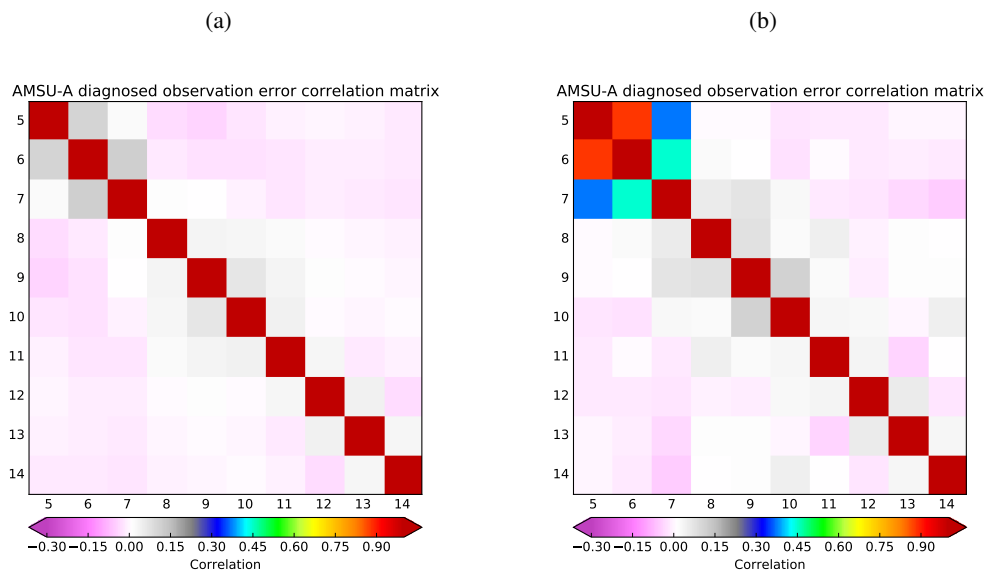 (a)
(b)
AMSU-A diagnosed observation error correlation matrix
5
6
7
8
9
10
11
12
13
14
5 6 7 8 9 10 11 12 13 14
−0.30 −0.15 0.00 0.15 0.30 0.45 0.60 0.75 0.90
Correlation
AMSU-A diagnosed observation error correlation matrix
5
6
7
8
9
10
11
12
13
14
5 6 7 8 9 10 11 12 13 14
−0.30 −0.15 0.00 0.15 0.30 0.45 0.60 0.75 0.90
Correlation